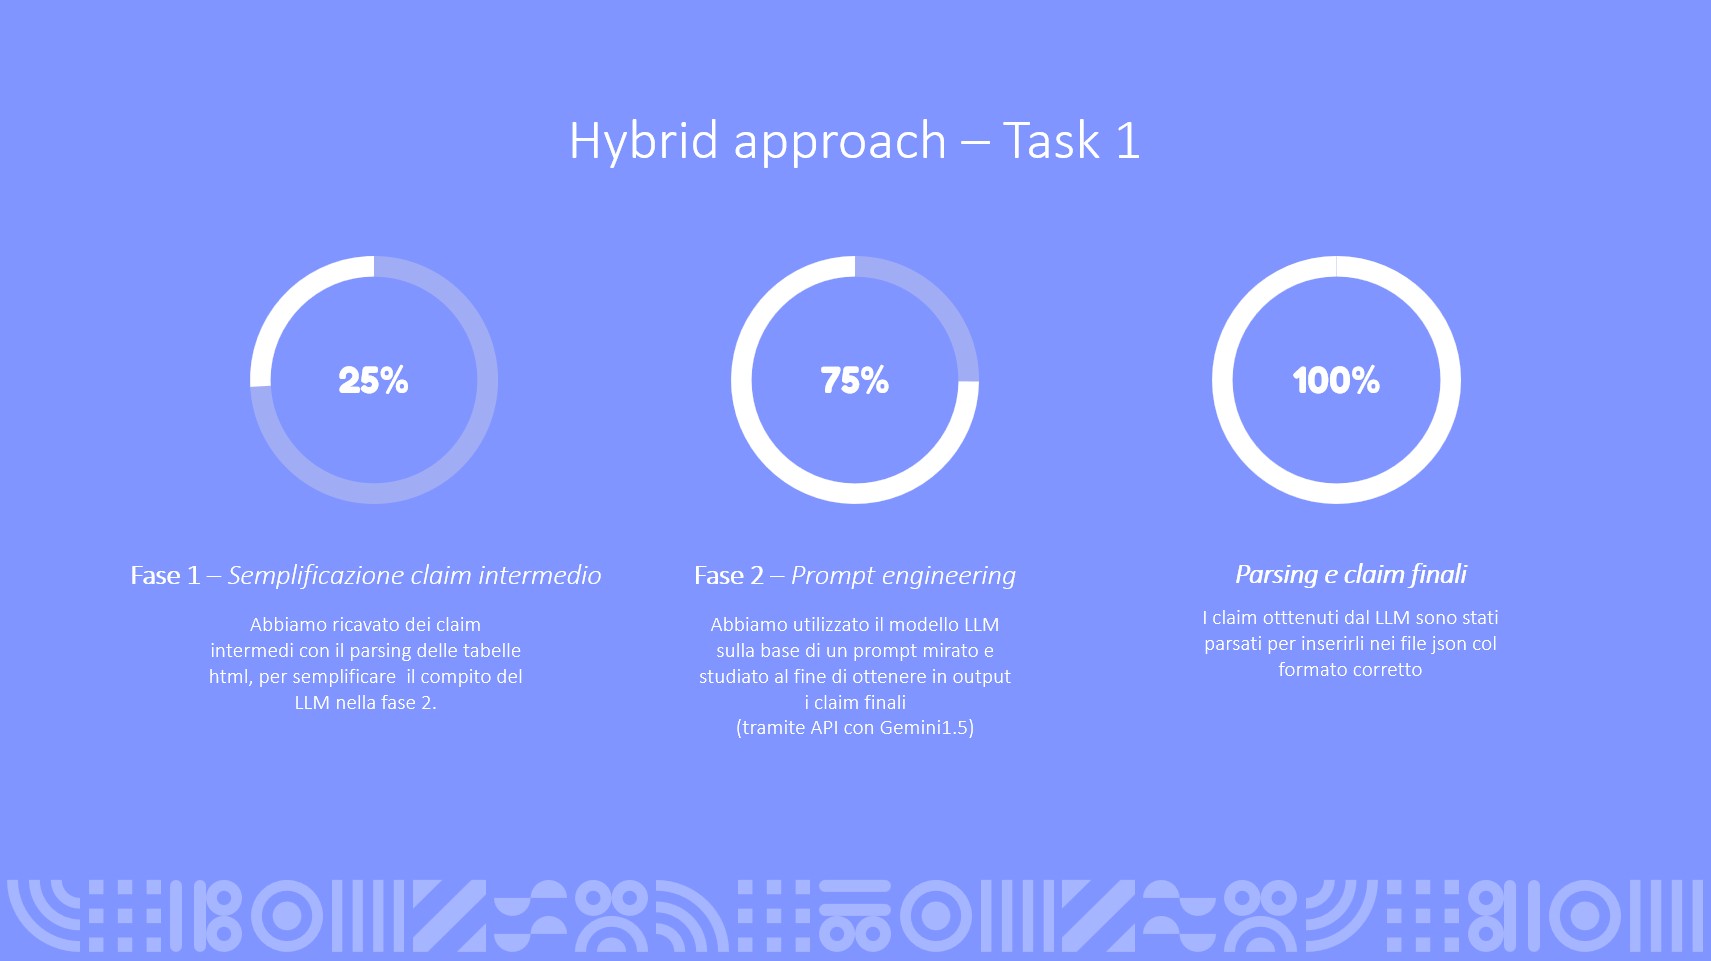 Hybrid approach – Task 1
25%
75%
100%
Fase 1 – Semplificazione claim intermedio
Abbiamo ricavato dei claim
intermedi con il parsing delle tabelle
html, per semplificare  il compito del
LLM nella fase 2.
Fase 2 – Prompt engineering
Abbiamo utilizzato il modello LLM
sulla base di un prompt mirato e
studiato al fine di ottenere in output
i claim finali
(tramite API con Gemini1.5)
Parsing e claim finali
I claim otttenuti dal LLM sono stati
parsati per inserirli nei file json col
formato corretto